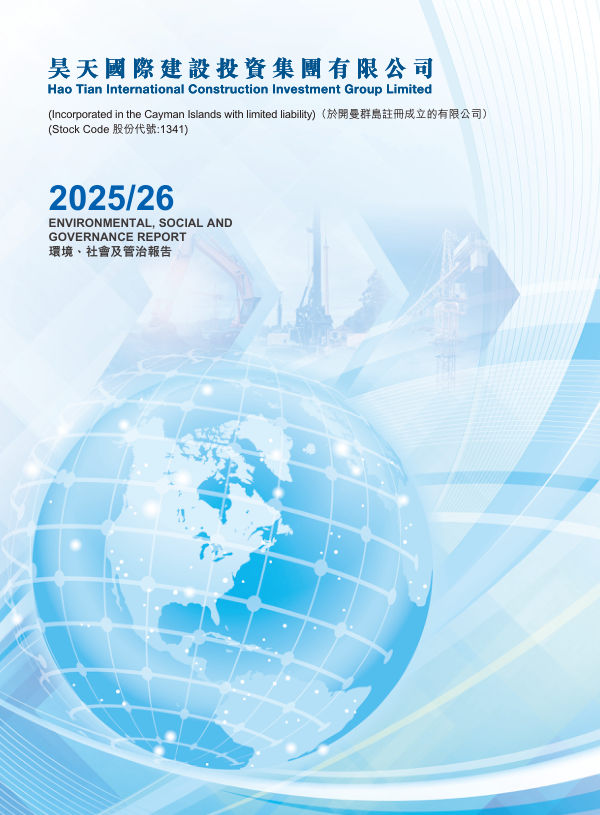 昊天國際建設投資集團有限公司
Hao Tian International Construction Investment Group Limited
(Incorporated in the Cayman Islands with limited liability)（於開曼群島註冊成立的有限公司）
(Stock Code 股份代號:1341)
2025/26
ENVIRONMENTAL, SOCIAL AND
GOVERNANCE REPORT
環境、社會及管治報告